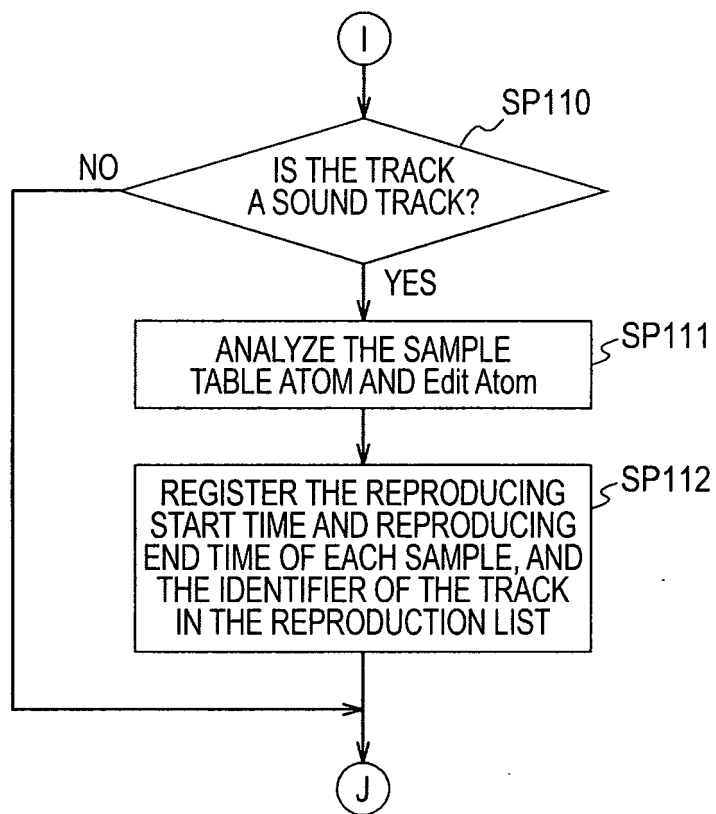 I
SP110
NO
IS THE TRACK
A SOUND TRACK?
YES
SP111
ANALYZE THE SAMPLE
TABLE ATOM AND Edit Atom
SP112
REGISTER THE REPRODUCING
START TIME AND REPRODUCING
END TIME OF EACH SAMPLE, AND
THE IDENTIFIER OF THE TRACK
IN THE REPRODUCTION LIST
J